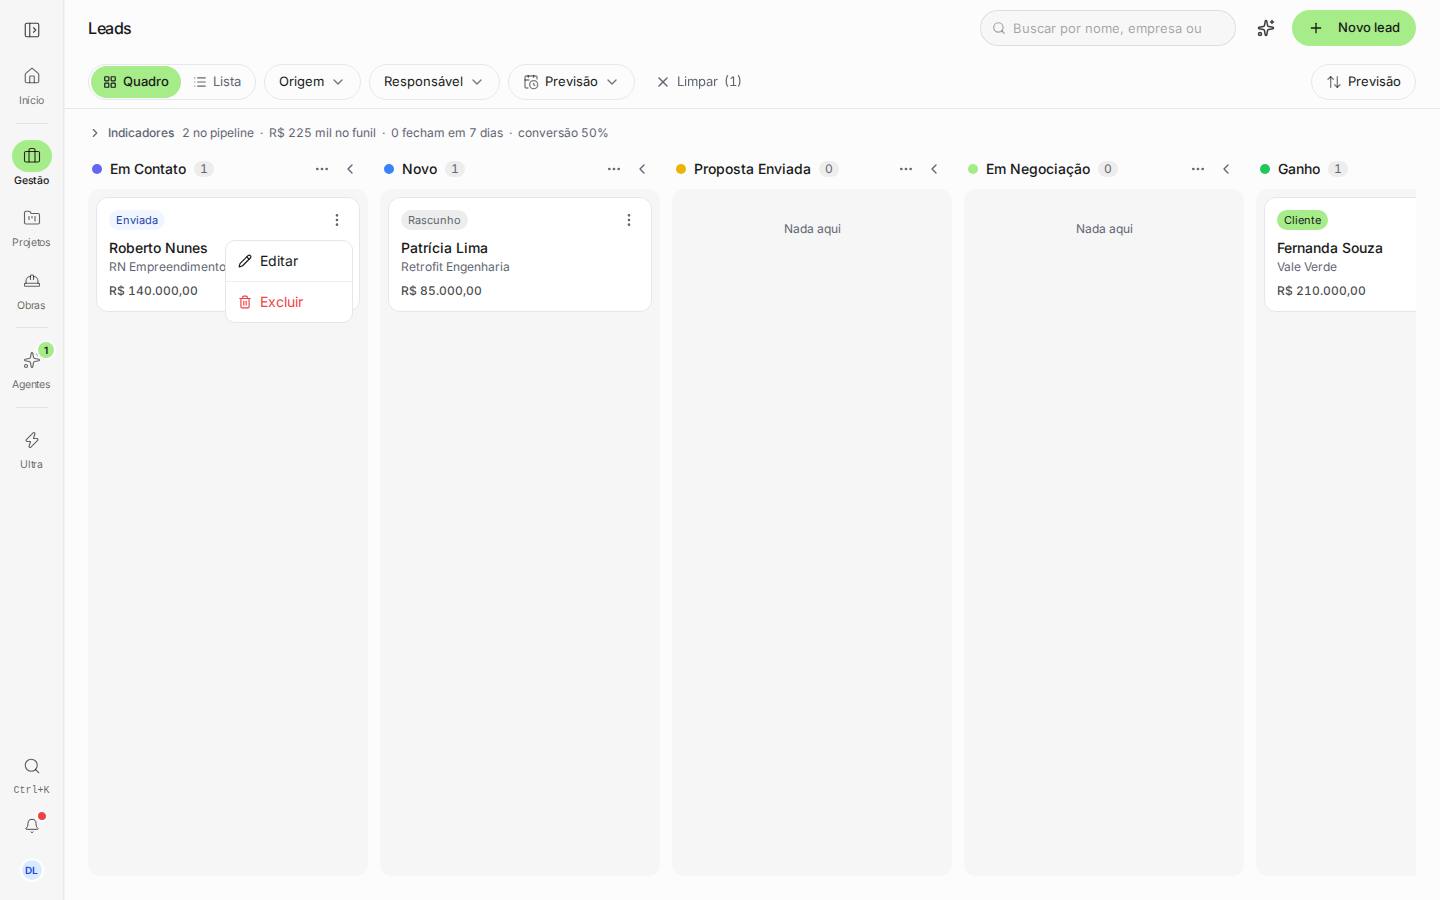 Leads
Buscar por nome, empresa ou
Novo lead
Quadro
Lista
Origem
Responsável
Previsão
Limpar (1)
Previsão
Indicadores 2 no pipeline · R$ 225 mil no funil · 0 fecham em 7 dias · conversão 50%
Início
Gestão
Projetos
Obras
1
Agentes
Ultra
Ctrl+K
DL
Em Contato 1
Enviada
Roberto Nunes
RN Empreendimento
R$ 140.000,00
Editar
Excluir
Novo 1
Rascunho
Patrícia Lima
Retrofit Engenharia
R$ 85.000,00
Proposta Enviada 0
Nada aqui
Em Negociação 0
Nada aqui
Ganho 1
Cliente
Fernanda Souza
Vale Verde
R$ 210.000,00